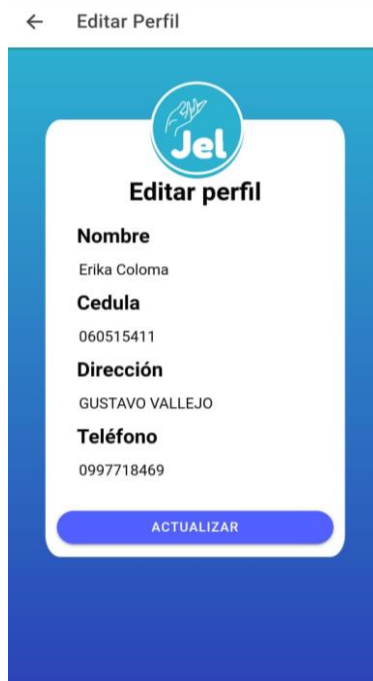 Editar Perfil
Jel
Editar perfil
Nombre
Erika Coloma
Cedula
060515411
Dirección
GUSTAVO VALLEJO
Teléfono
0997718469
ACTUALIZAR